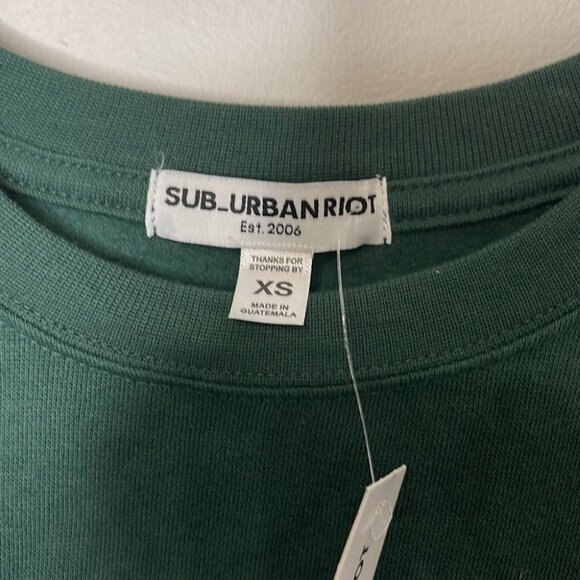 SUB_URBAN RIOT
Est. 2006
THANKS FOR
STOPPING BY
XS
MADE IN
GUATEMALA